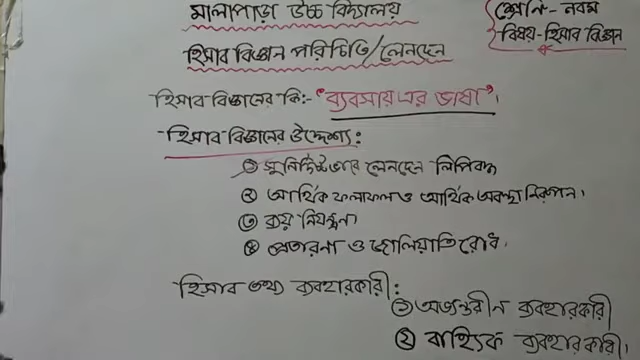 মালাপাড়া উচ্চ বিদ্যালয়
শ্রেণি - নবম
বিষয় - হিসাব বিজ্ঞান
হিসাব বিজ্ঞান পরিচিতি/লেনদেন
হিসাব বিজ্ঞানের কি:- "ব্যবসায় এর ভাষা"।
হিসাব বিজ্ঞানের উদ্দেশ্য:
① সুনির্দিষ্টভাবে লেনদেন লিপিবদ্ধ
② আর্থিক ফলাফল ও আর্থিক অবস্থা নিরুপন।
③ ব্যয় নিয়ন্ত্রনা
④ প্রতারনা ও জালিয়াতি রোধ।
হিসাব তথ্য ব্যবহারকারী:
① অভ্যন্তরীন ব্যবহারকারী
② বাহ্যিক ব্যবহারকারী।